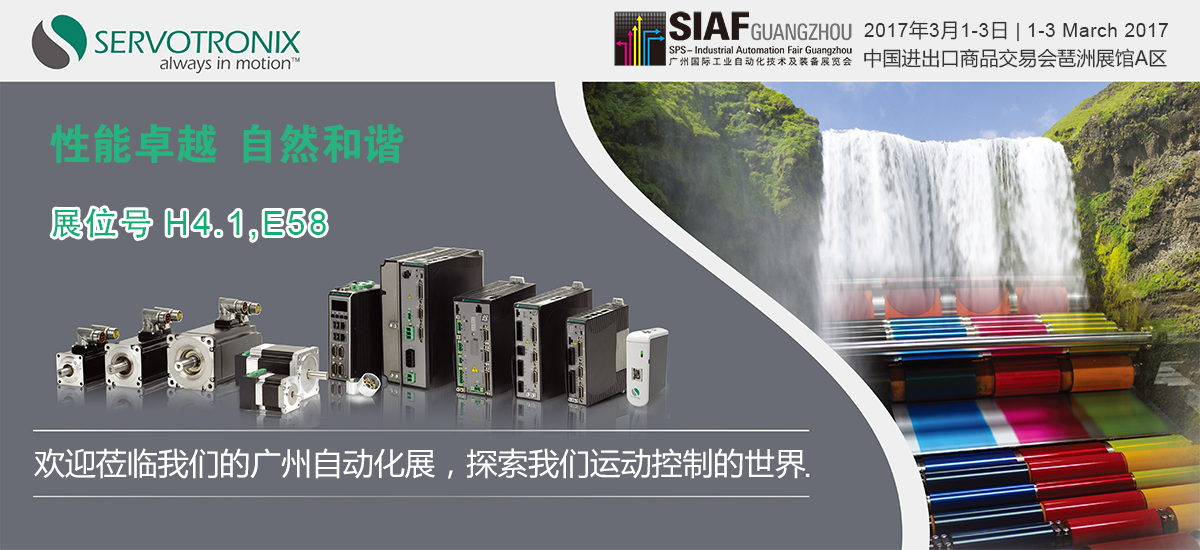 SERVOTRONIX
always in motion™
SIAF GUANGZHOU
SPS – Industrial Automation Fair Guangzhou
广州国际工业自动化技术及装备展览会
2017年3月1-3日 | 1-3 March 2017
中国进出口商品交易会琶洲展馆A区
性能卓越 自然和谐
展位号 H4.1,E58
欢迎莅临我们的广州自动化展，探索我们运动控制的世界.